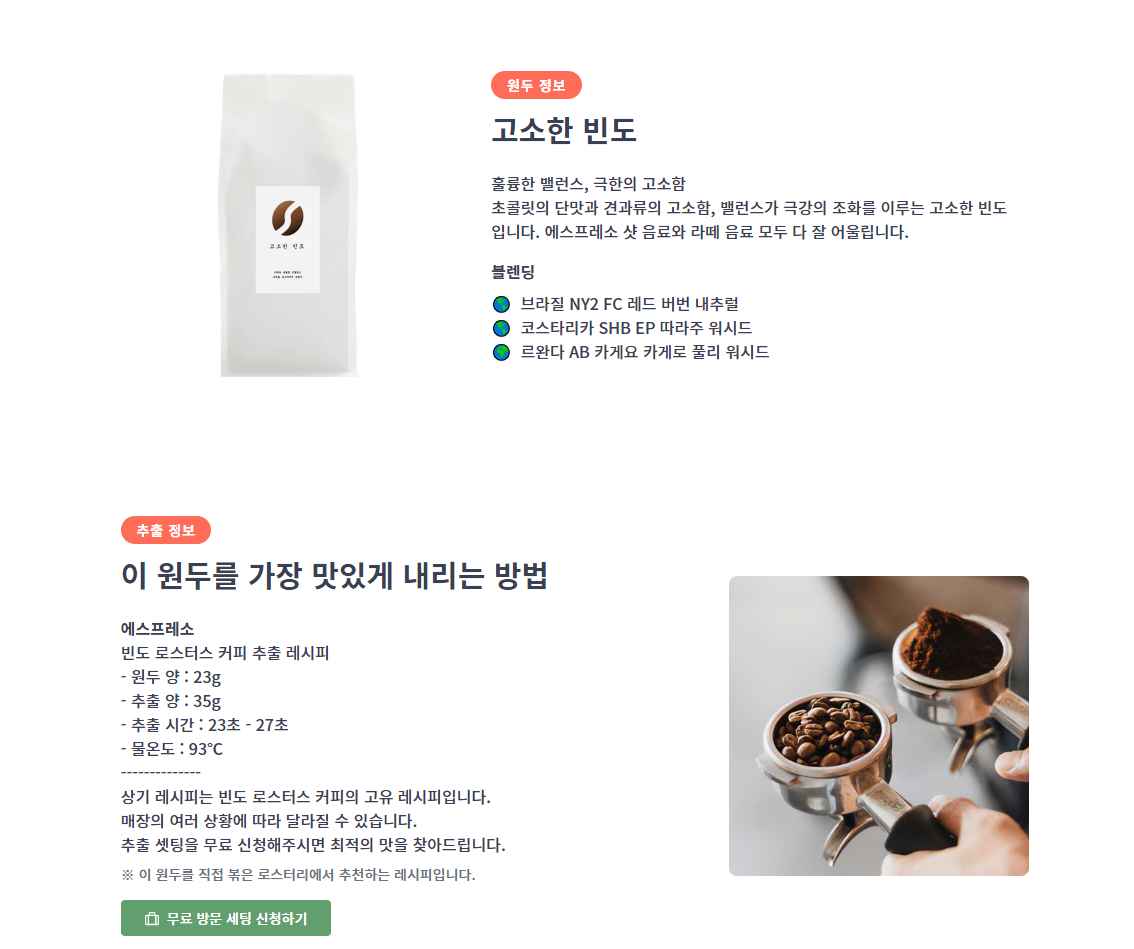 원두 정보
고소한 빈도
고소한 빈도
훌륭한 밸런스, 극한의 고소함
초콜릿의 단맛과 견과류의 고소함, 밸런스가 극강의 조화를 이루는 고소한 빈도
입니다. 에스프레소 샷 음료와 라떼 음료 모두 다 잘 어울립니다.
블렌딩
브라질 NY2 FC 레드 버번 내추럴
코스타리카 SHB EP 따라주 워시드
르완다 AB 카게요 카게로 풀리 워시드
추출 정보
이 원두를 가장 맛있게 내리는 방법
에스프레소
빈도 로스터스 커피 추출 레시피
- 원두 양 : 23g
- 추출 양 : 35g
- 추출 시간 : 23초 - 27초
- 물온도 : 93℃
--------------
상기 레시피는 빈도 로스터스 커피의 고유 레시피입니다.
매장의 여러 상황에 따라 달라질 수 있습니다.
추출 셋팅을 무료 신청해주시면 최적의 맛을 찾아드립니다.
※ 이 원두를 직접 볶은 로스터리에서 추천하는 레시피입니다.
무료 방문 세팅 신청하기